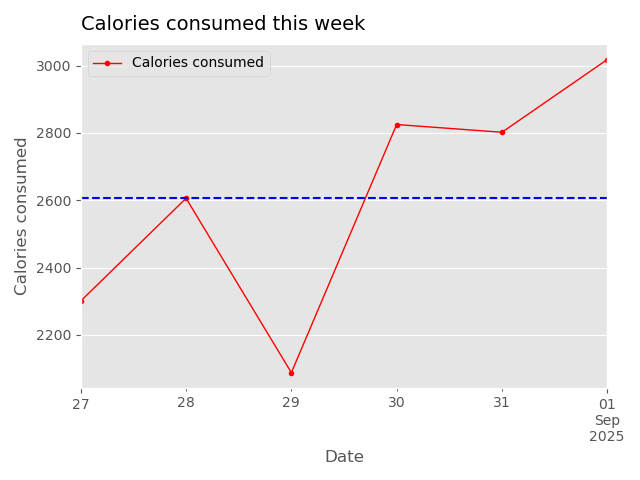 Calories consumed this week
Calories consumed
3000
2800
2600
2400
2200
Calories consumed
27 28 29 30 31 01
Sep
2025
Date